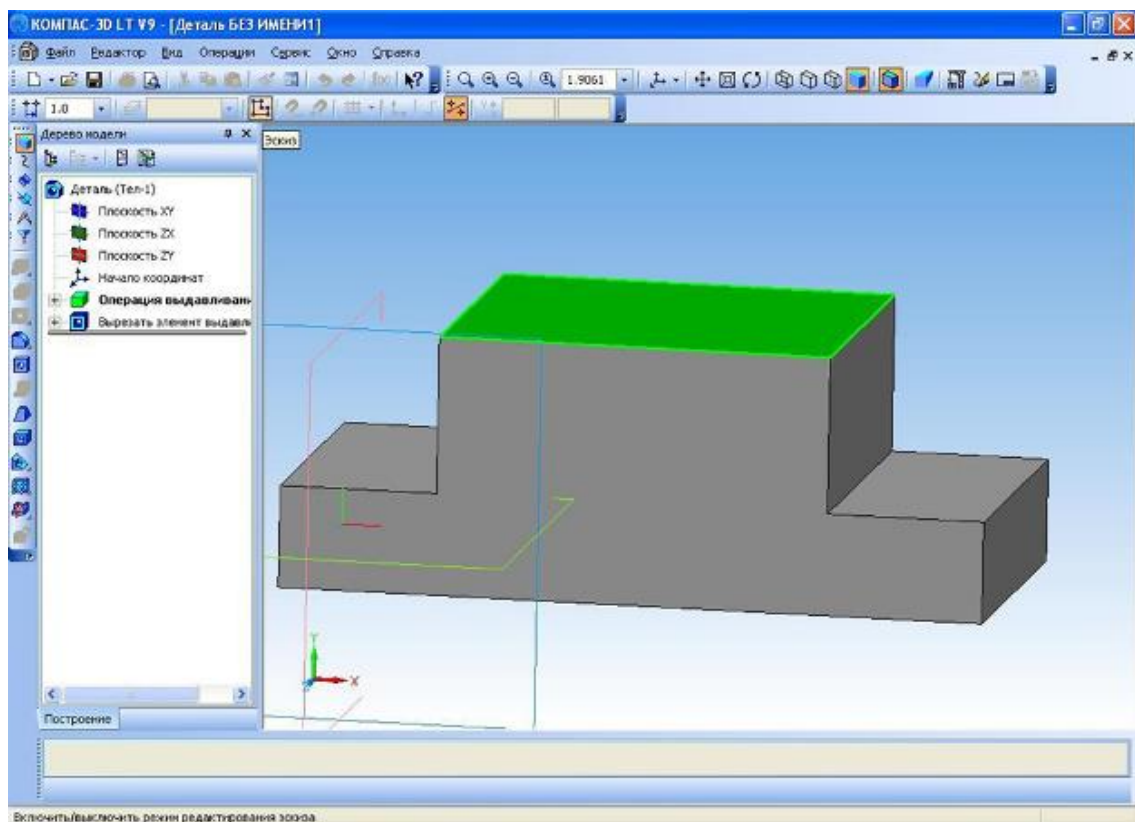 КОМПАС-3D LT V9 - [Деталь БЕЗ ИМЕНИ1]
Файл Редактор Вид Операции Сервис Окно Справка
1.9061
1.0
Дерево модели
Эскиз
Деталь (Тел-1)
Плоскость XY
Плоскость ZX
Плоскость ZY
Начало координат
Операция выдавливан
Вырезать элемент выдавл
Y
X
Построение
Включить/выключить режим редактирования эскиза